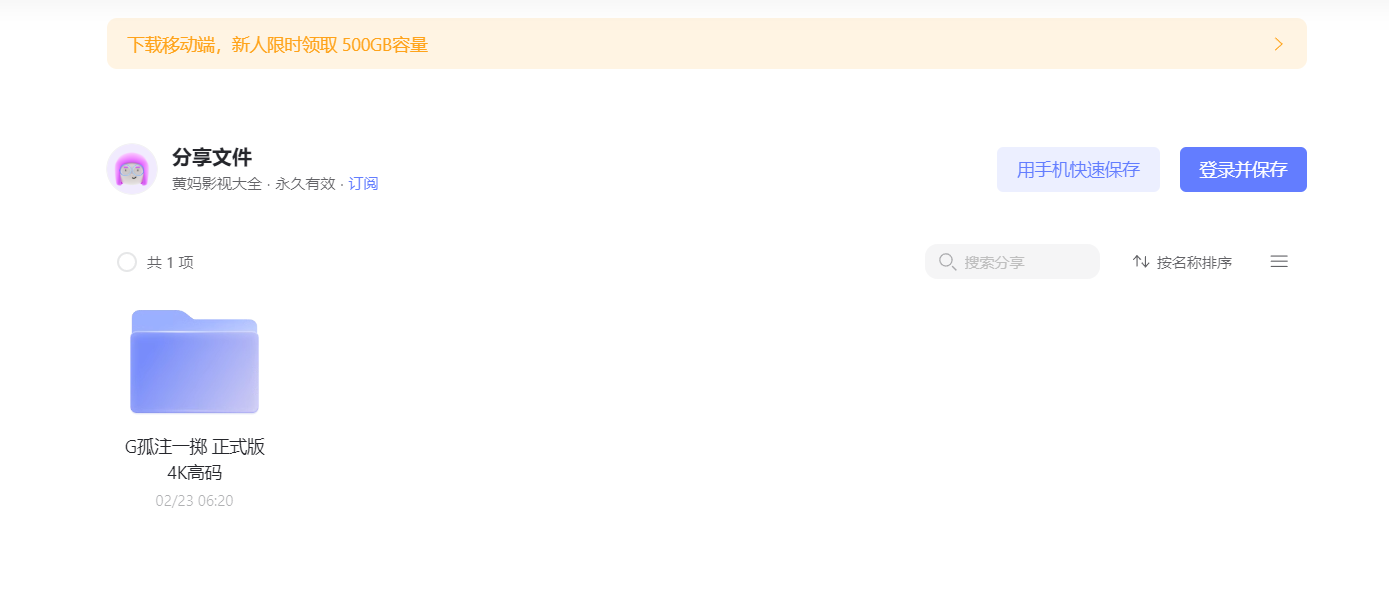 下载移动端，新人限时领取 500GB容量
分享文件
黄妈影视大全 · 永久有效 · 订阅
用手机快速保存
登录并保存
共 1 项
搜索分享
按名称排序
G孤注一掷 正式版
4K高码
02/23 06:20